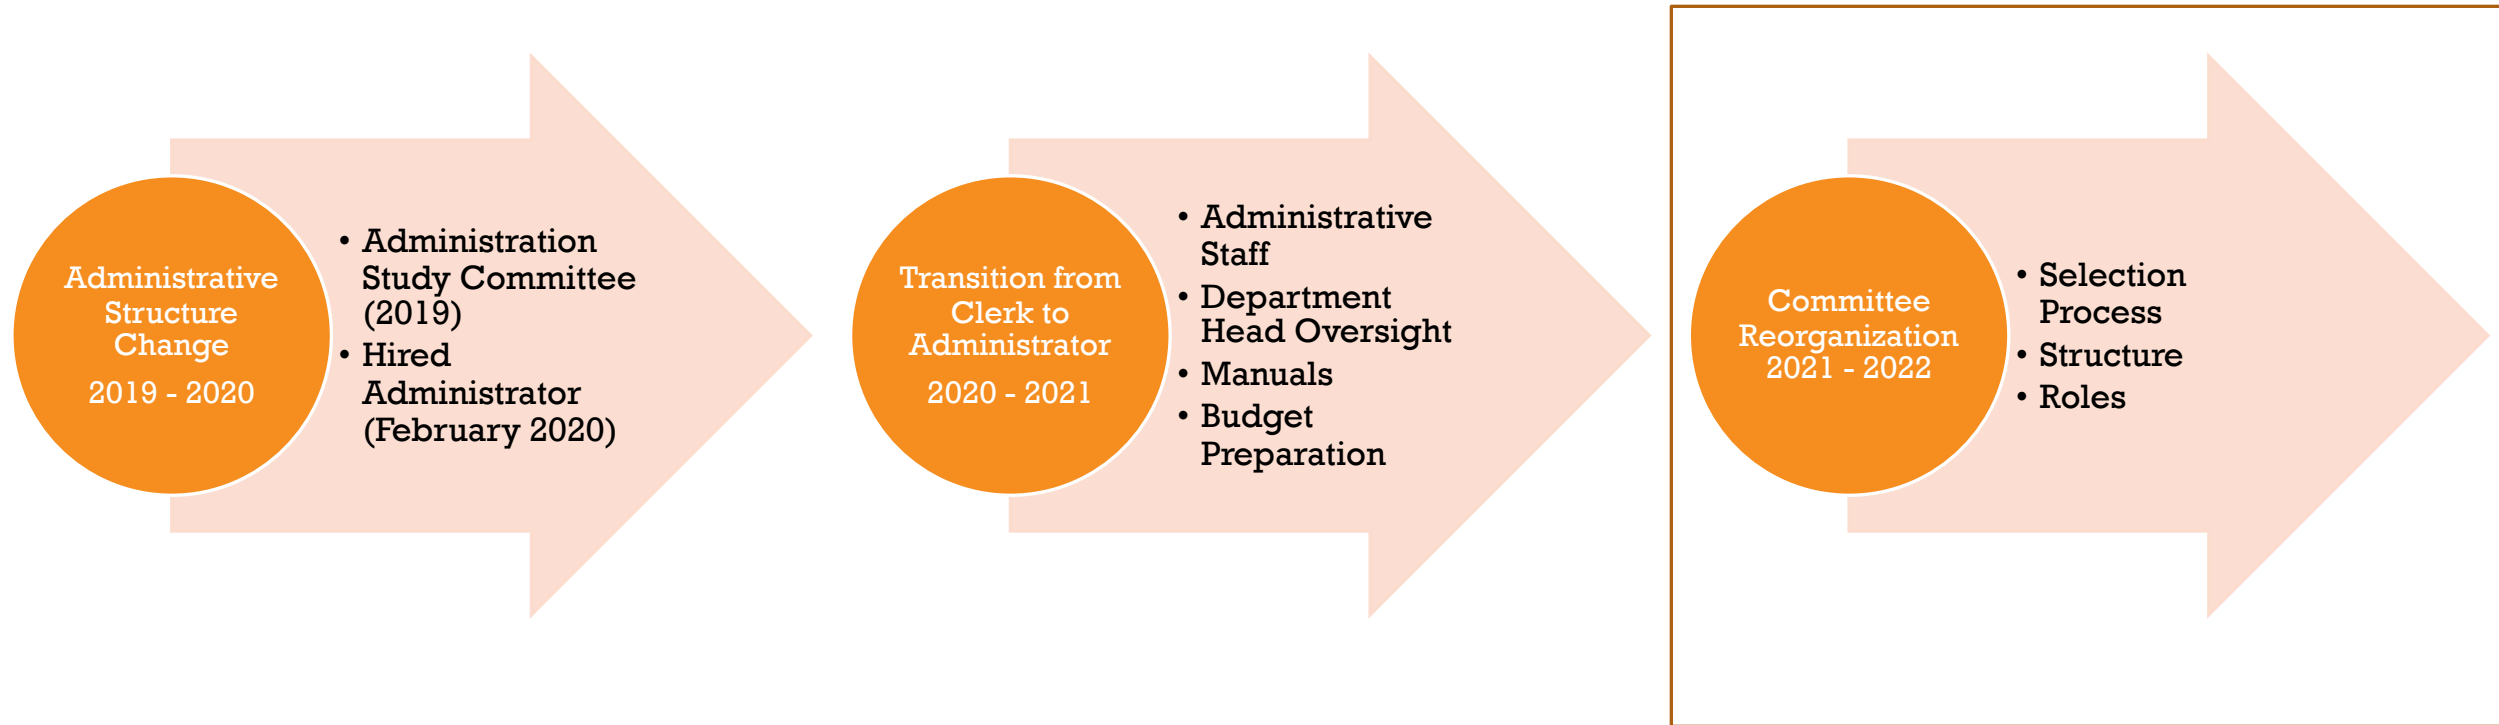 Administrative
Structure
Change
2019 - 2020
• Administration
Study Committee
(2019)
• Hired
Administrator
(February 2020)
Transition from
Clerk to
Administrator
2020 - 2021
• Administrative
Staff
• Department
Head Oversight
• Manuals
• Budget
Preparation
Committee
Reorganization
2021 - 2022
• Selection
Process
• Structure
• Roles